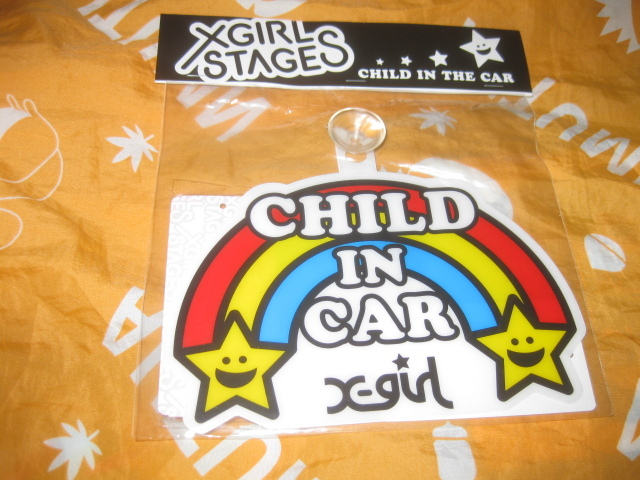 XGIRL
STAGES
CHILD IN THE CAR
CHILD
IN
CAR
x-girl